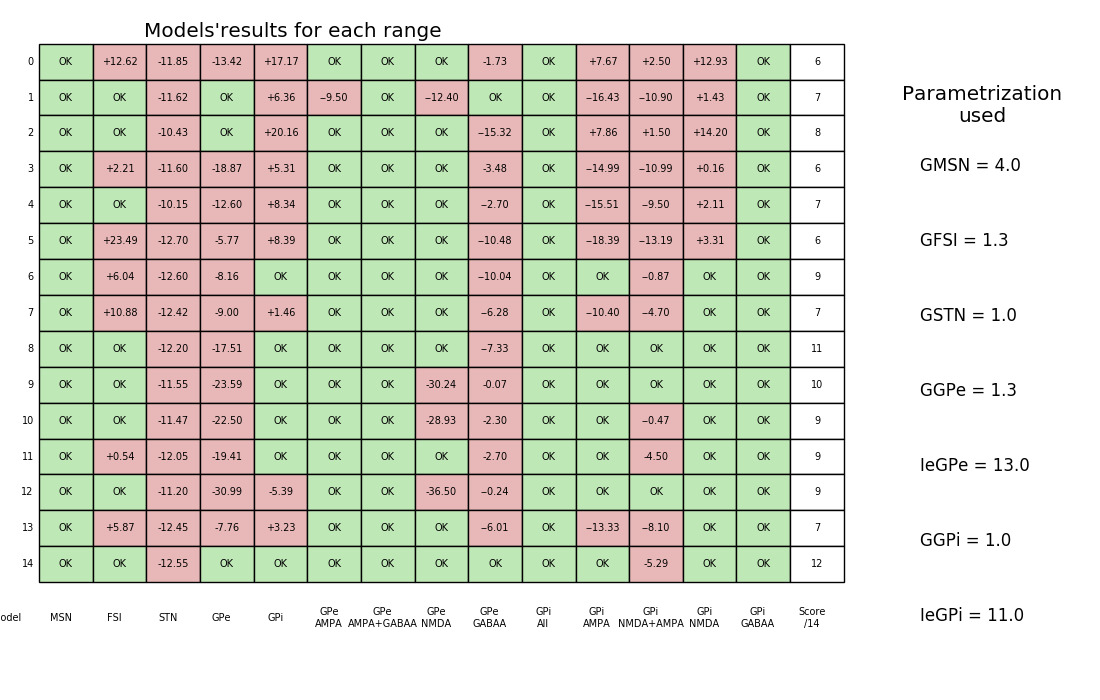 Models'results for each range
0 OK +12.62 -11.85 -13.42 +17.17 OK OK OK -1.73 OK +7.67 +2.50 +12.93 OK 6
1 OK OK -11.62 OK +6.36 --9.50 OK --12.40 OK OK --16.43 --10.90 +1.43 OK 7
2 OK OK -10.43 OK +20.16 OK OK OK --15.32 OK +7.86 +1.50 +14.20 OK 8
3 OK +2.21 -11.60 -18.87 +5.31 OK OK OK -3.48 OK --14.99 --10.99 +0.16 OK 6
4 OK OK -10.15 -12.60 +8.34 OK OK OK --2.70 OK --15.51 --9.50 +2.11 OK 7
5 OK +23.49 -12.70 -5.77 +8.39 OK OK OK --10.48 OK --18.39 --13.19 +3.31 OK 6
6 OK +6.04 -12.60 -8.16 OK OK OK OK --10.04 OK OK --0.87 OK OK 9
7 OK +10.88 -12.42 -9.00 +1.46 OK OK OK --6.28 OK --10.40 --4.70 OK OK 7
8 OK OK -12.20 -17.51 OK OK OK OK --7.33 OK OK OK OK OK 11
9 OK OK -11.55 -23.59 OK OK OK -30.24 -0.07 OK OK OK OK OK 10
10 OK OK -11.47 -22.50 OK OK OK -28.93 -2.30 OK OK --0.47 OK OK 9
11 OK +0.54 -12.05 -19.41 OK OK OK OK --2.70 OK OK -4.50 OK OK 9
12 OK OK -11.20 -30.99 -5.39 OK OK -36.50 --0.24 OK OK OK OK OK 9
13 OK +5.87 -12.45 -7.76 +3.23 OK OK OK --6.01 OK --13.33 --8.10 OK OK 7
14 OK OK -12.55 OK OK OK OK OK OK OK OK -5.29 OK OK 12
odel MSN FSI STN GPe GPi GPe AMPA GPe AMPA+GABAA GPe NMDA GPe GABAA GPi All GPi AMPA GPi NMDA+AMPA GPi NMDA GPi GABAA Score /14
Parametrization
used
GMSN = 4.0
GFSI = 1.3
GSTN = 1.0
GGPe = 1.3
IeGPe = 13.0
GGPi = 1.0
IeGPi = 11.0